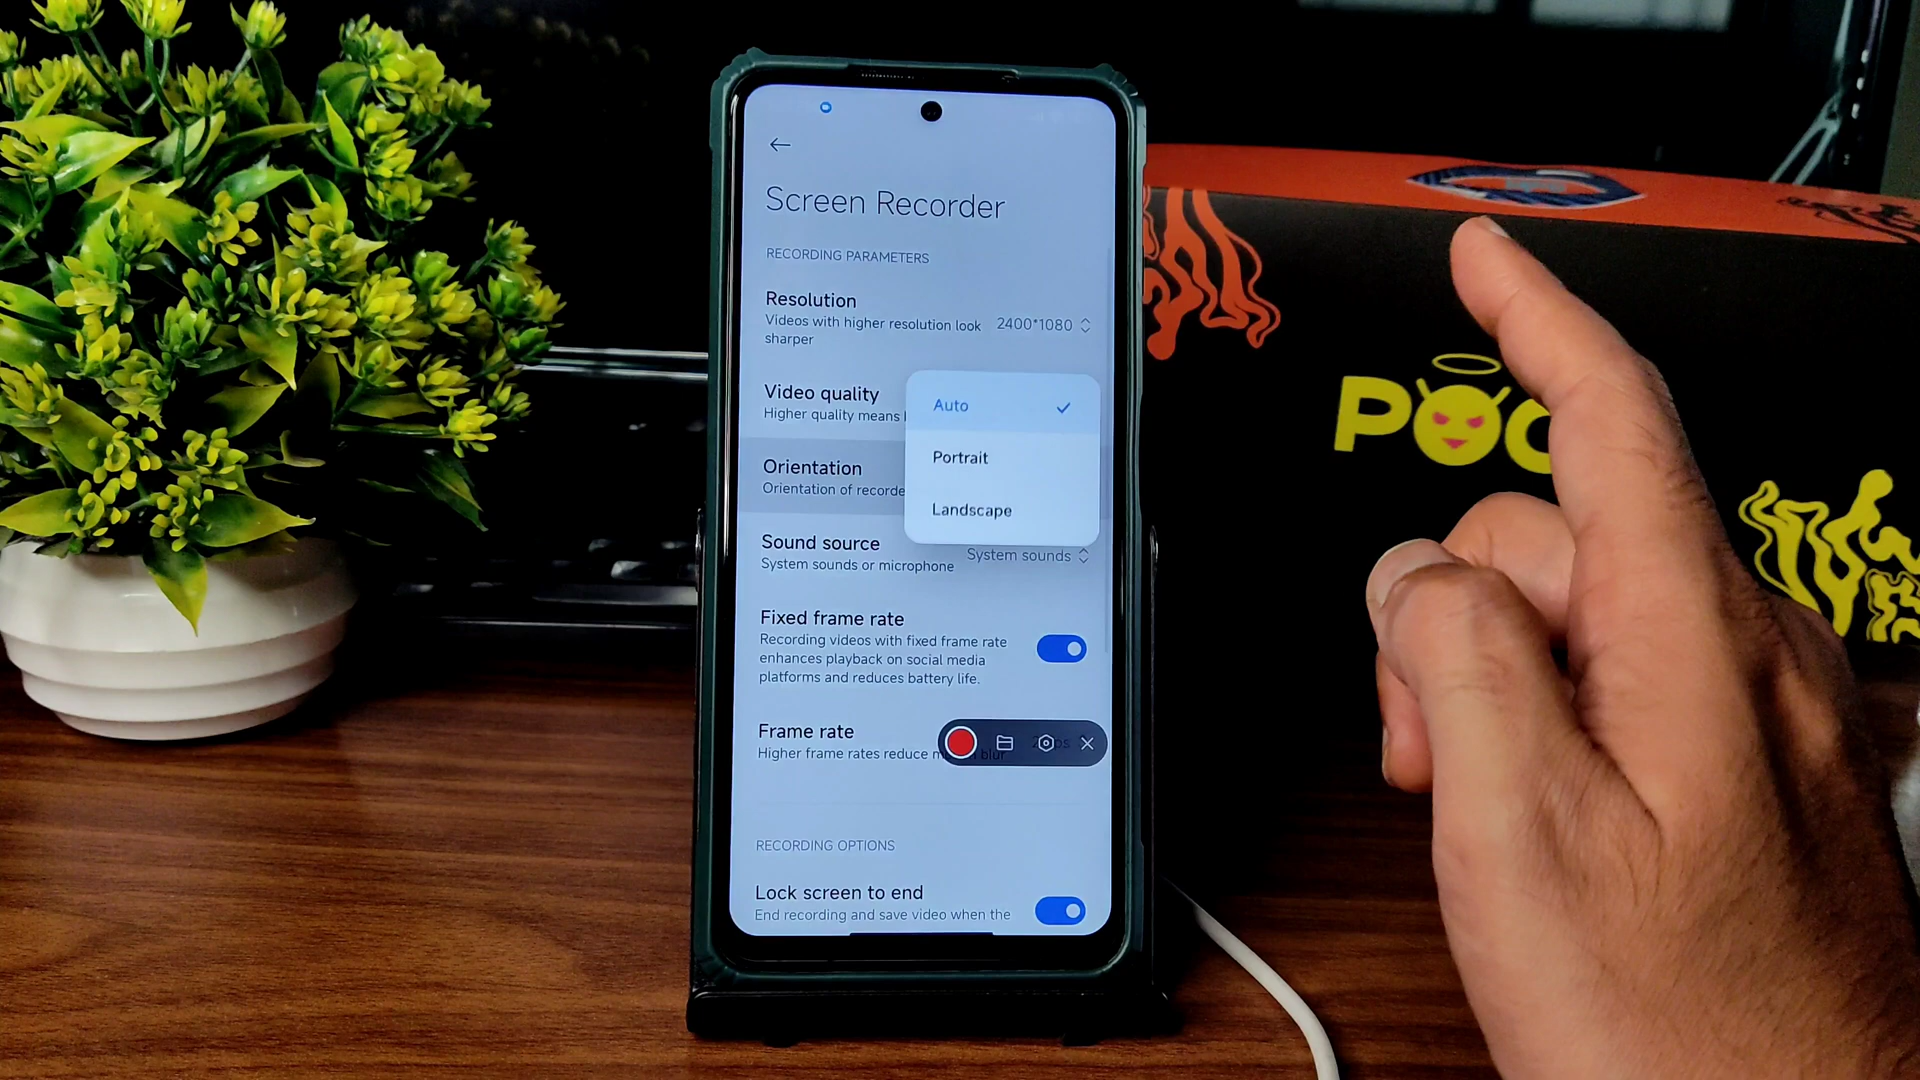 Screen Recorder
RECORDING PARAMETERS
Resolution
Videos with higher resolution look
sharper
2400*1080
Video quality
Higher quality means
Auto
Portrait
Landscape
Orientation
Orientation of recorde
Sound source
System sounds or microphone
System sounds
Fixed frame rate
Recording videos with fixed frame rate
enhances playback on social media
platforms and reduces battery life.
Frame rate
Higher frame rates reduce blur
RECORDING OPTIONS
Lock screen to end
End recording and save video when the
POC